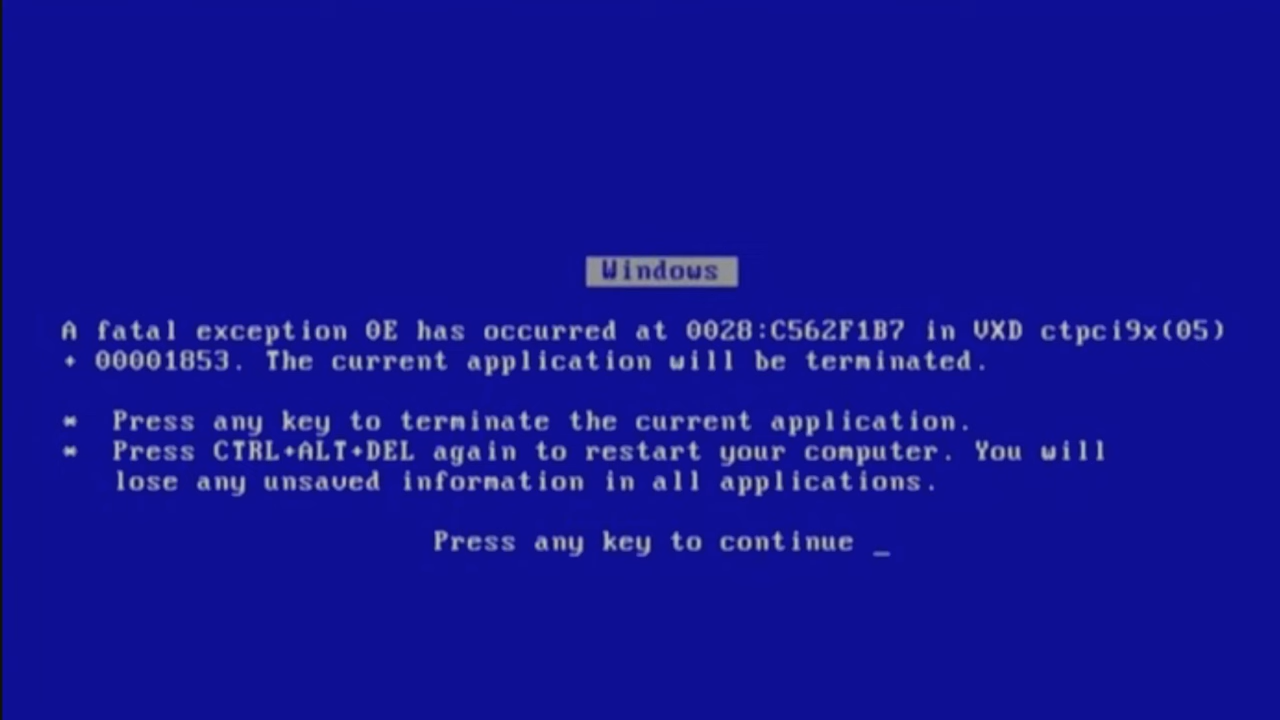 Windows
A fatal exception 0E has occurred at 0028:C562F1B7 in VXD ctpci9x(05)
+ 00001853. The current application will be terminated.
* Press any key to terminate the current application.
* Press CTRL+ALT+DEL again to restart your computer. You will
lose any unsaved information in all applications.
Press any key to continue _